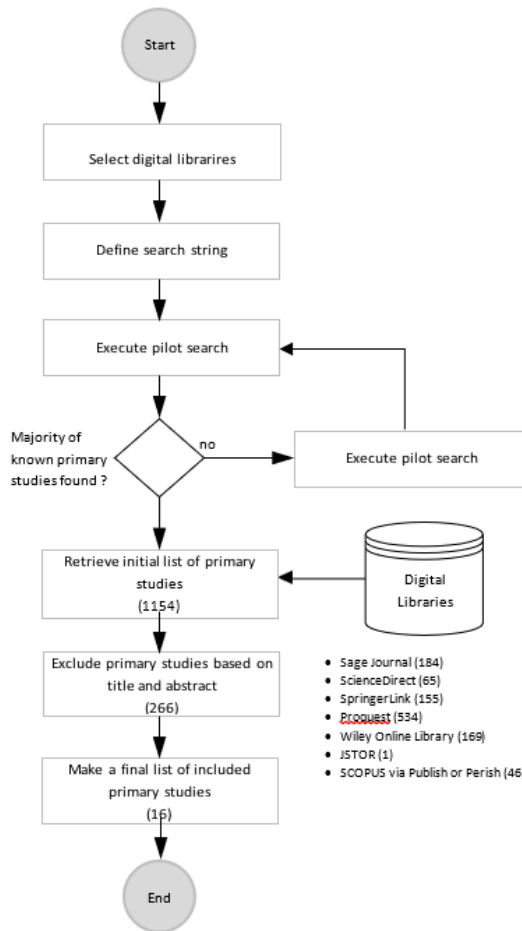 Start
Select digital librarires
Define search string
Execute pilot search
Majority of
known primary
studies found ?
no
Execute pilot search
Retrieve initial list of primary
studies
(1154)
Digital
Libraries
Exclude primary studies based on
title and abstract
(266)
• Sage Journal (184)
• ScienceDirect (65)
• SpringerLink (155)
• Proquest (534)
• Wiley Online Library (169)
• JSTOR (1)
• SCOPUS via Publish or Perish (46
Make a final list of included
primary studies
(16)
End